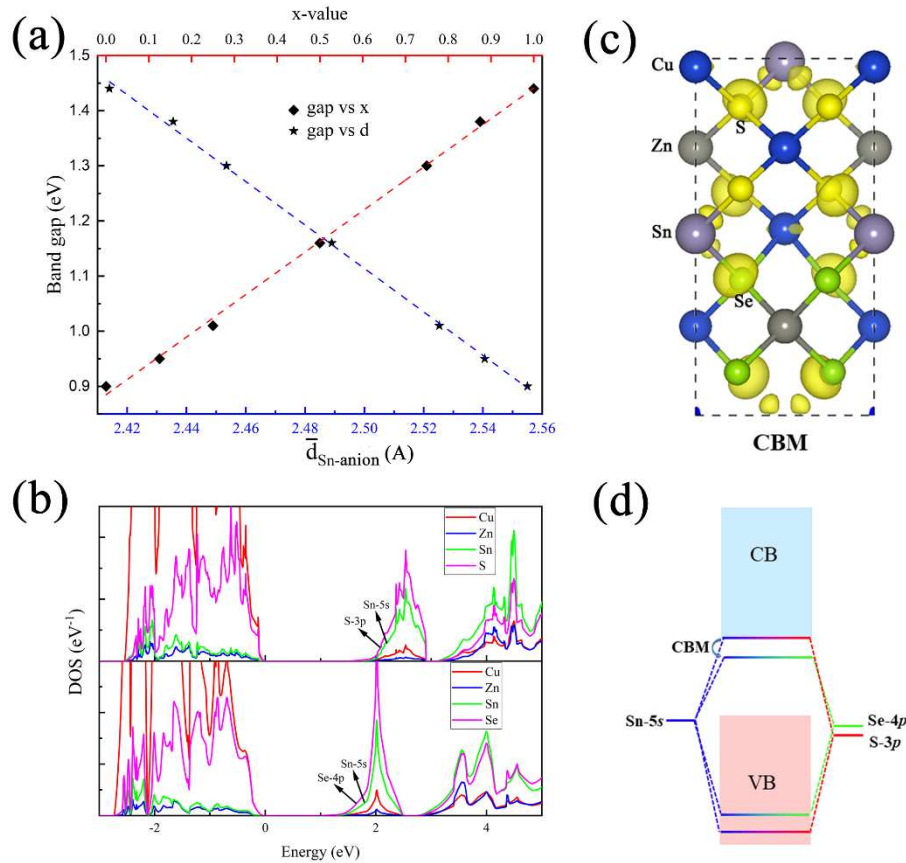 (a)
x-value
0.0 0.1 0.2 0.3 0.4 0.5 0.6 0.7 0.8 0.9 1.0
1.5
1.4
1.3
1.2
1.1
1.0
0.9
Band gap (eV)
gap vs x
gap vs d
2.42 2.44 2.46 2.48 2.50 2.52 2.54 2.56
d̅Sn-anion (A)
(c)
Cu
S
Zn
Sn
Se
CBM
(b)
DOS (eV⁻¹)
Cu
Zn
Sn
S
Sn-5s
S-3p
Cu
Zn
Sn
Se
Sn-5s
Se-4p
-2 0 2 4
Energy (eV)
(d)
CB
CBM
Sn-5s
Se-4p
S-3p
VB